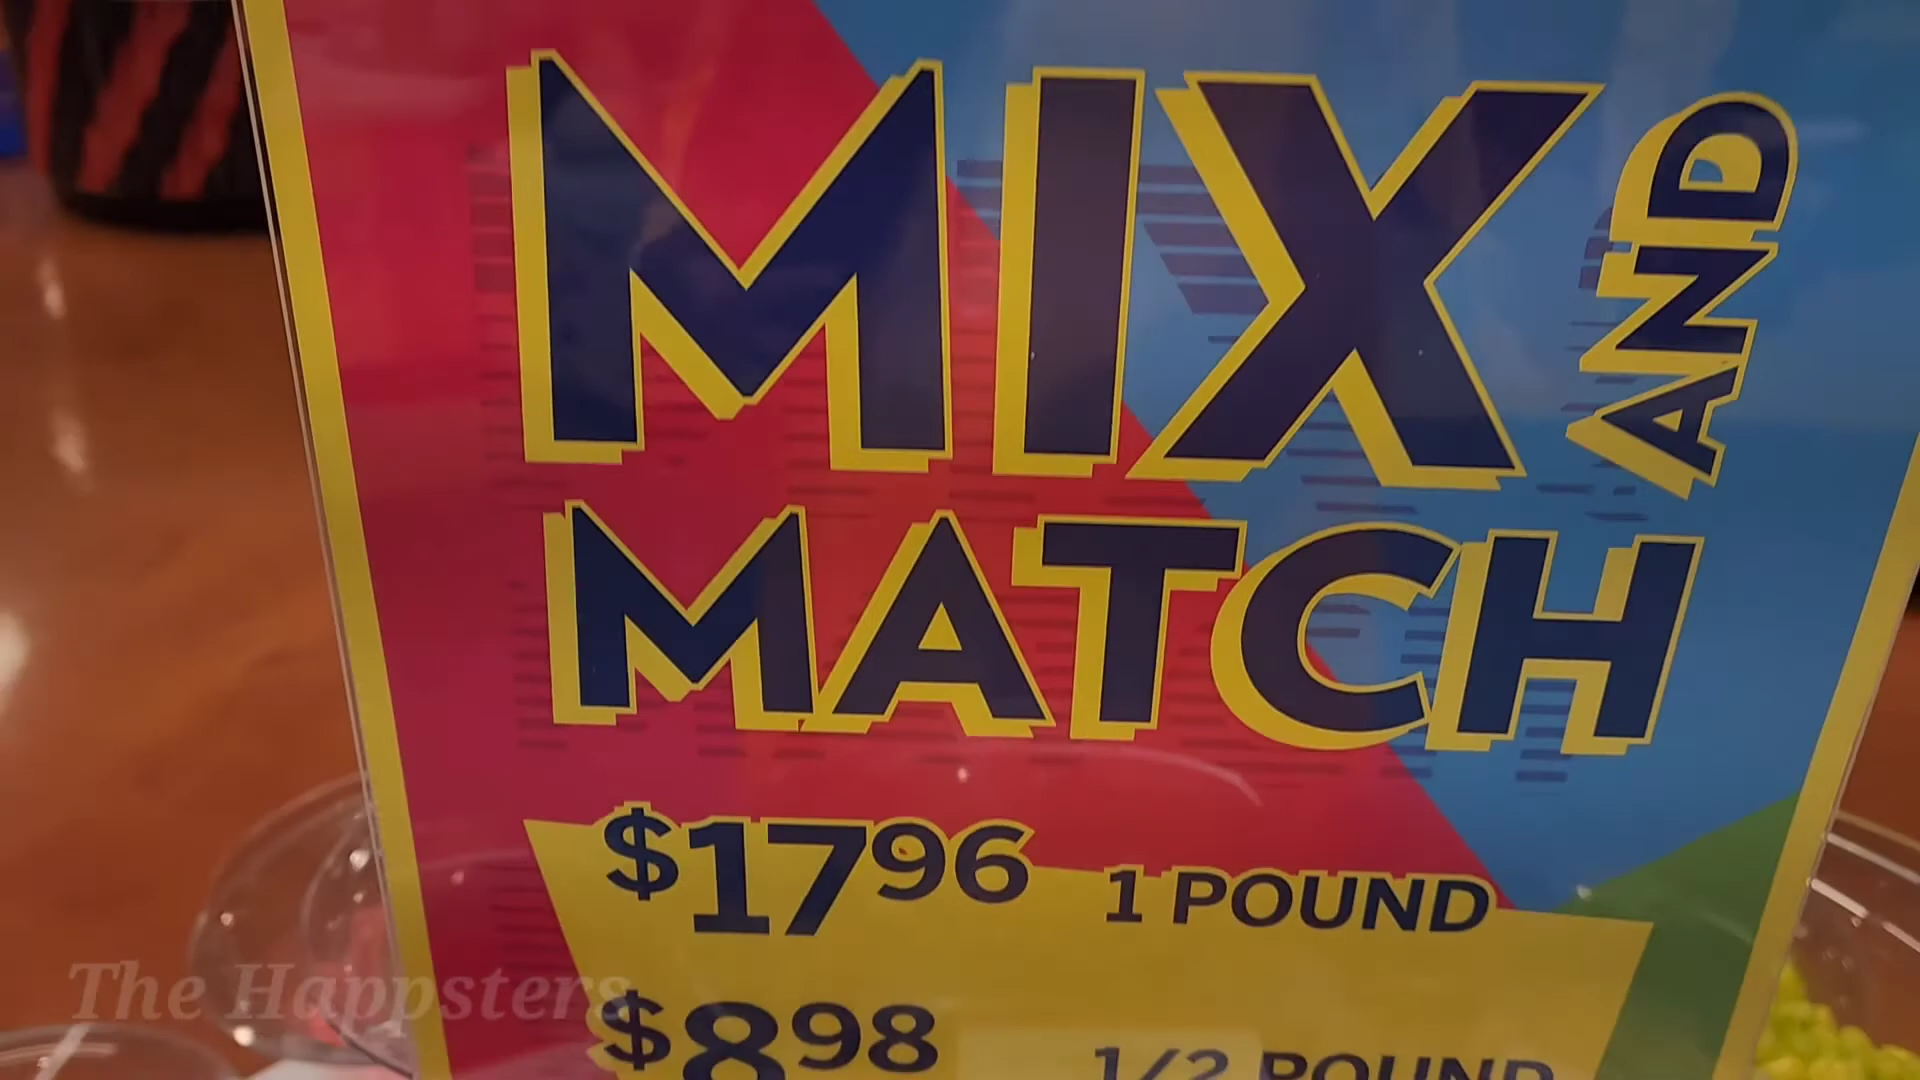 MIX AND
MATCH
$1796 1 POUND
$898 1/2 POUND
The Happsters